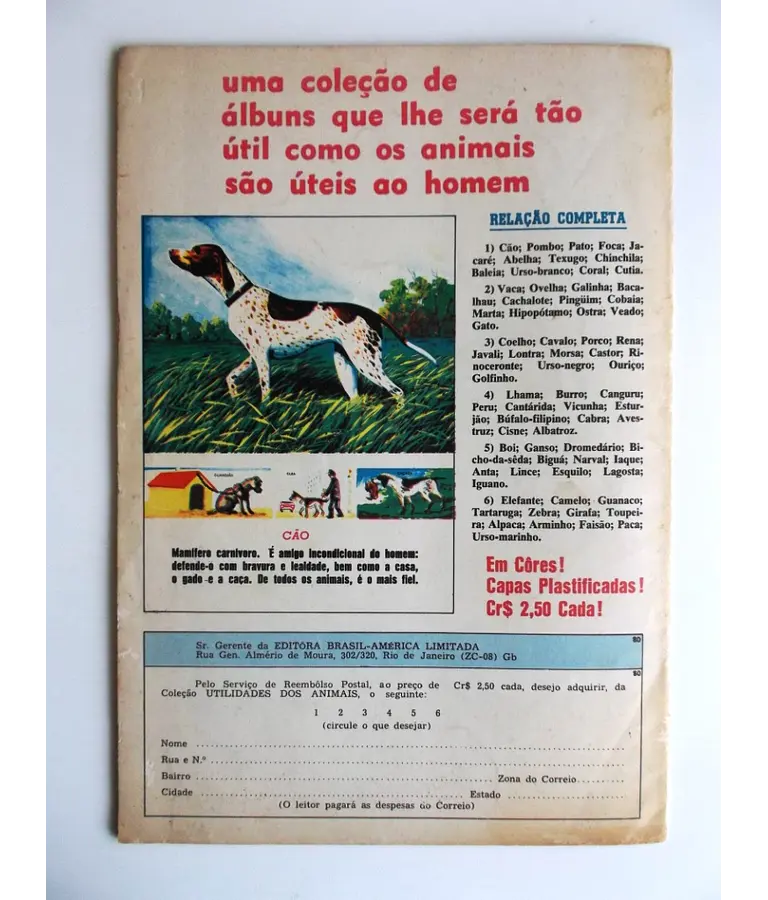 uma coleção de
álbuns que lhe será tão
útil como os animais
são úteis ao homem
RELAÇÃO COMPLETA
1) Cão; Pombo; Pato; Foca; Ja-
caré; Abelha; Texugo; Chinchila;
Baleia; Urso-branco; Coral; Cutia.
2) Vaca; Ovelha; Galinha; Baca-
lhau; Cachalote; Pingüim; Cobaia;
Marta; Hipopótamo; Ostra; Veado;
Gato.
3) Coelho; Cavalo; Porco; Rena;
Javali; Lontra; Morsa; Castor; Ri-
noceronte; Urso-negro; Ouriço;
Golfinho.
4) Lhama; Burro; Canguru;
Peru; Cantárida; Vicunha; Estur-
jão; Búfalo-filipino; Cabra; Aves-
truz; Cisne; Albatroz.
5) Boi; Ganso; Dromedário; Bi-
cho-da-sêda; Biguá; Narval; Iaque;
Anta; Lince; Esquilo; Lagosta;
Iguano.
6) Elefante; Camelo; Guanaco;
Tartaruga; Zebra; Girafa; Toupei-
ra; Alpaca; Arminho; Faisão; Paca;
Urso-marinho.
Em Côres!
Capas Plastificadas!
Cr$ 2,50 Cada!
CÃO
Mamífero carnívoro. É amigo incondicional do homem:
defende-o com bravura e lealdade, bem como a casa,
o gado e a caça. De todos os animais, é o mais fiel.
80
Sr. Gerente da EDITÔRA BRASIL-AMÉRICA LIMITADA
Rua Gen. Almério de Moura, 302/320, Rio de Janeiro (ZC-08) Gb
80
Pelo Serviço de Reembôlso Postal, ao preço de Cr$ 2,50 cada, desejo adquirir, da
Coleção UTILIDADES DOS ANIMAIS, o seguinte:
1 2 3 4 5 6
(circule o que desejar)
Nome
Rua e N.º
Bairro Zona do Correio
Cidade Estado
(O leitor pagará as despesas do Correio)